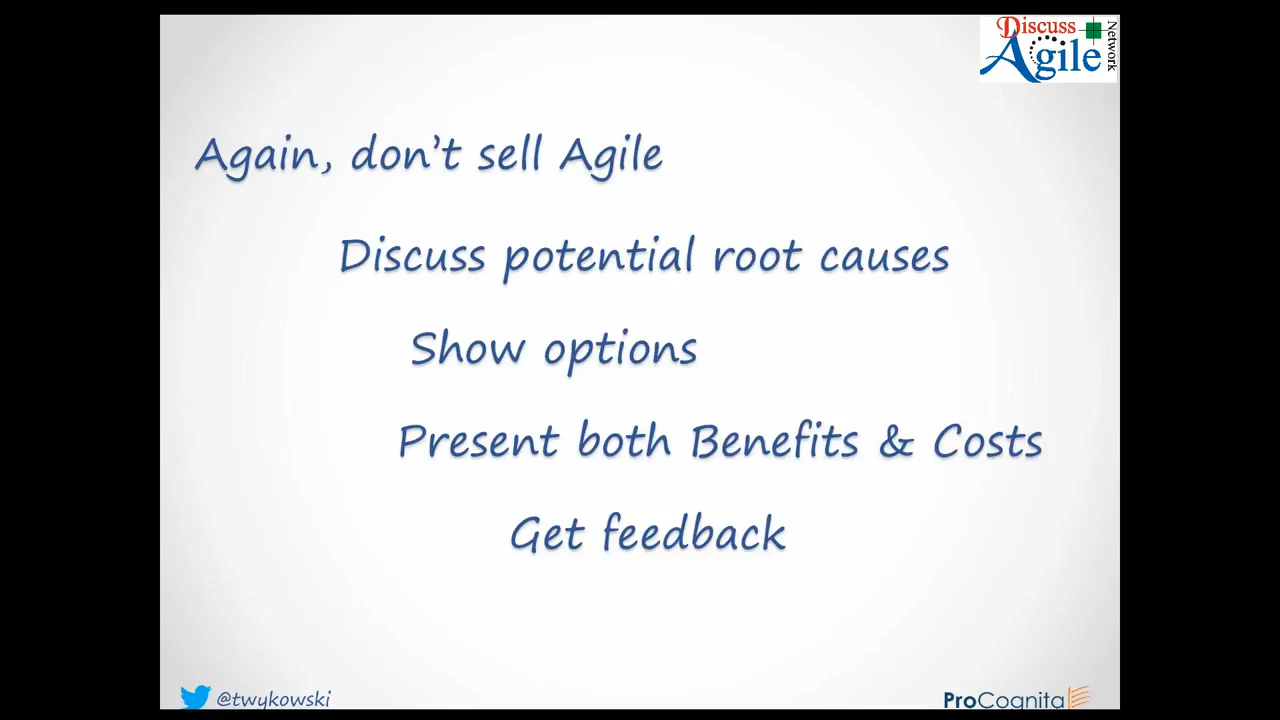 Discuss
Agile
Network
Again, don't sell Agile
Discuss potential root causes
Show options
Present both Benefits & Costs
Get feedback
@twykowski
ProCognita